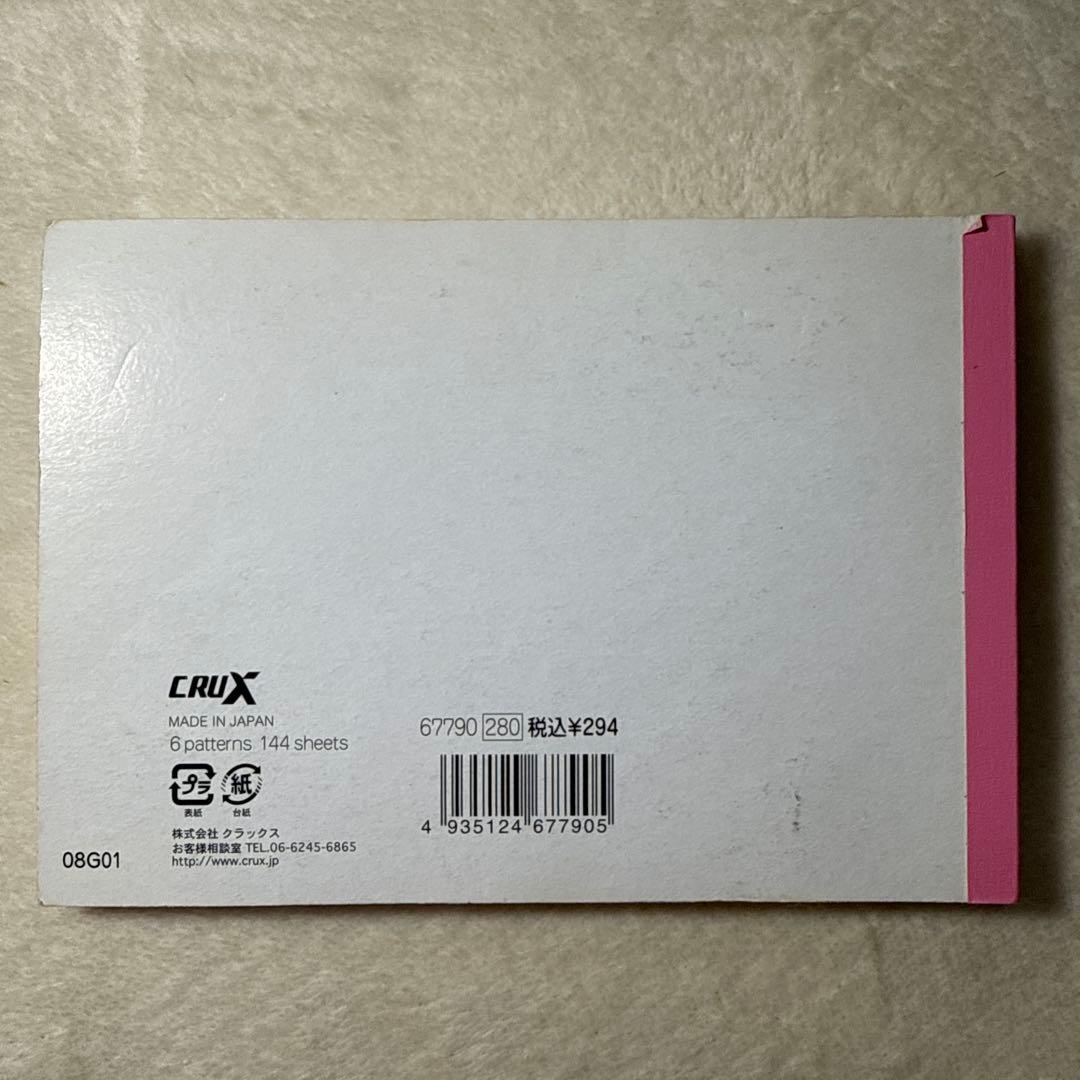 CRUX
MADE IN JAPAN
6 patterns 144 sheets
プラ 紙
表紙 台紙
株式会社 クラックス
お客様相談室 TEL.06-6245-6865
http://www.crux.jp
67790 280 税込¥294
4 935124 677905
08G01